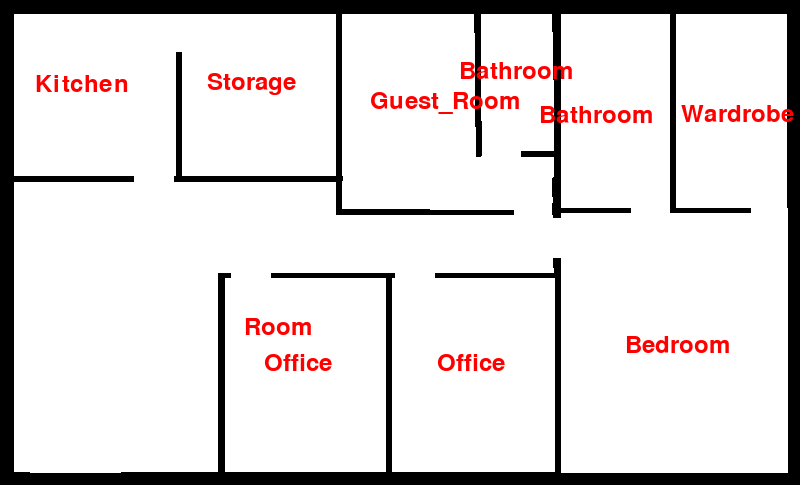 Kitchen
Storage
Guest_Room
Bathroom
Bathroom
Wardrobe
Room
Office
Office
Bedroom